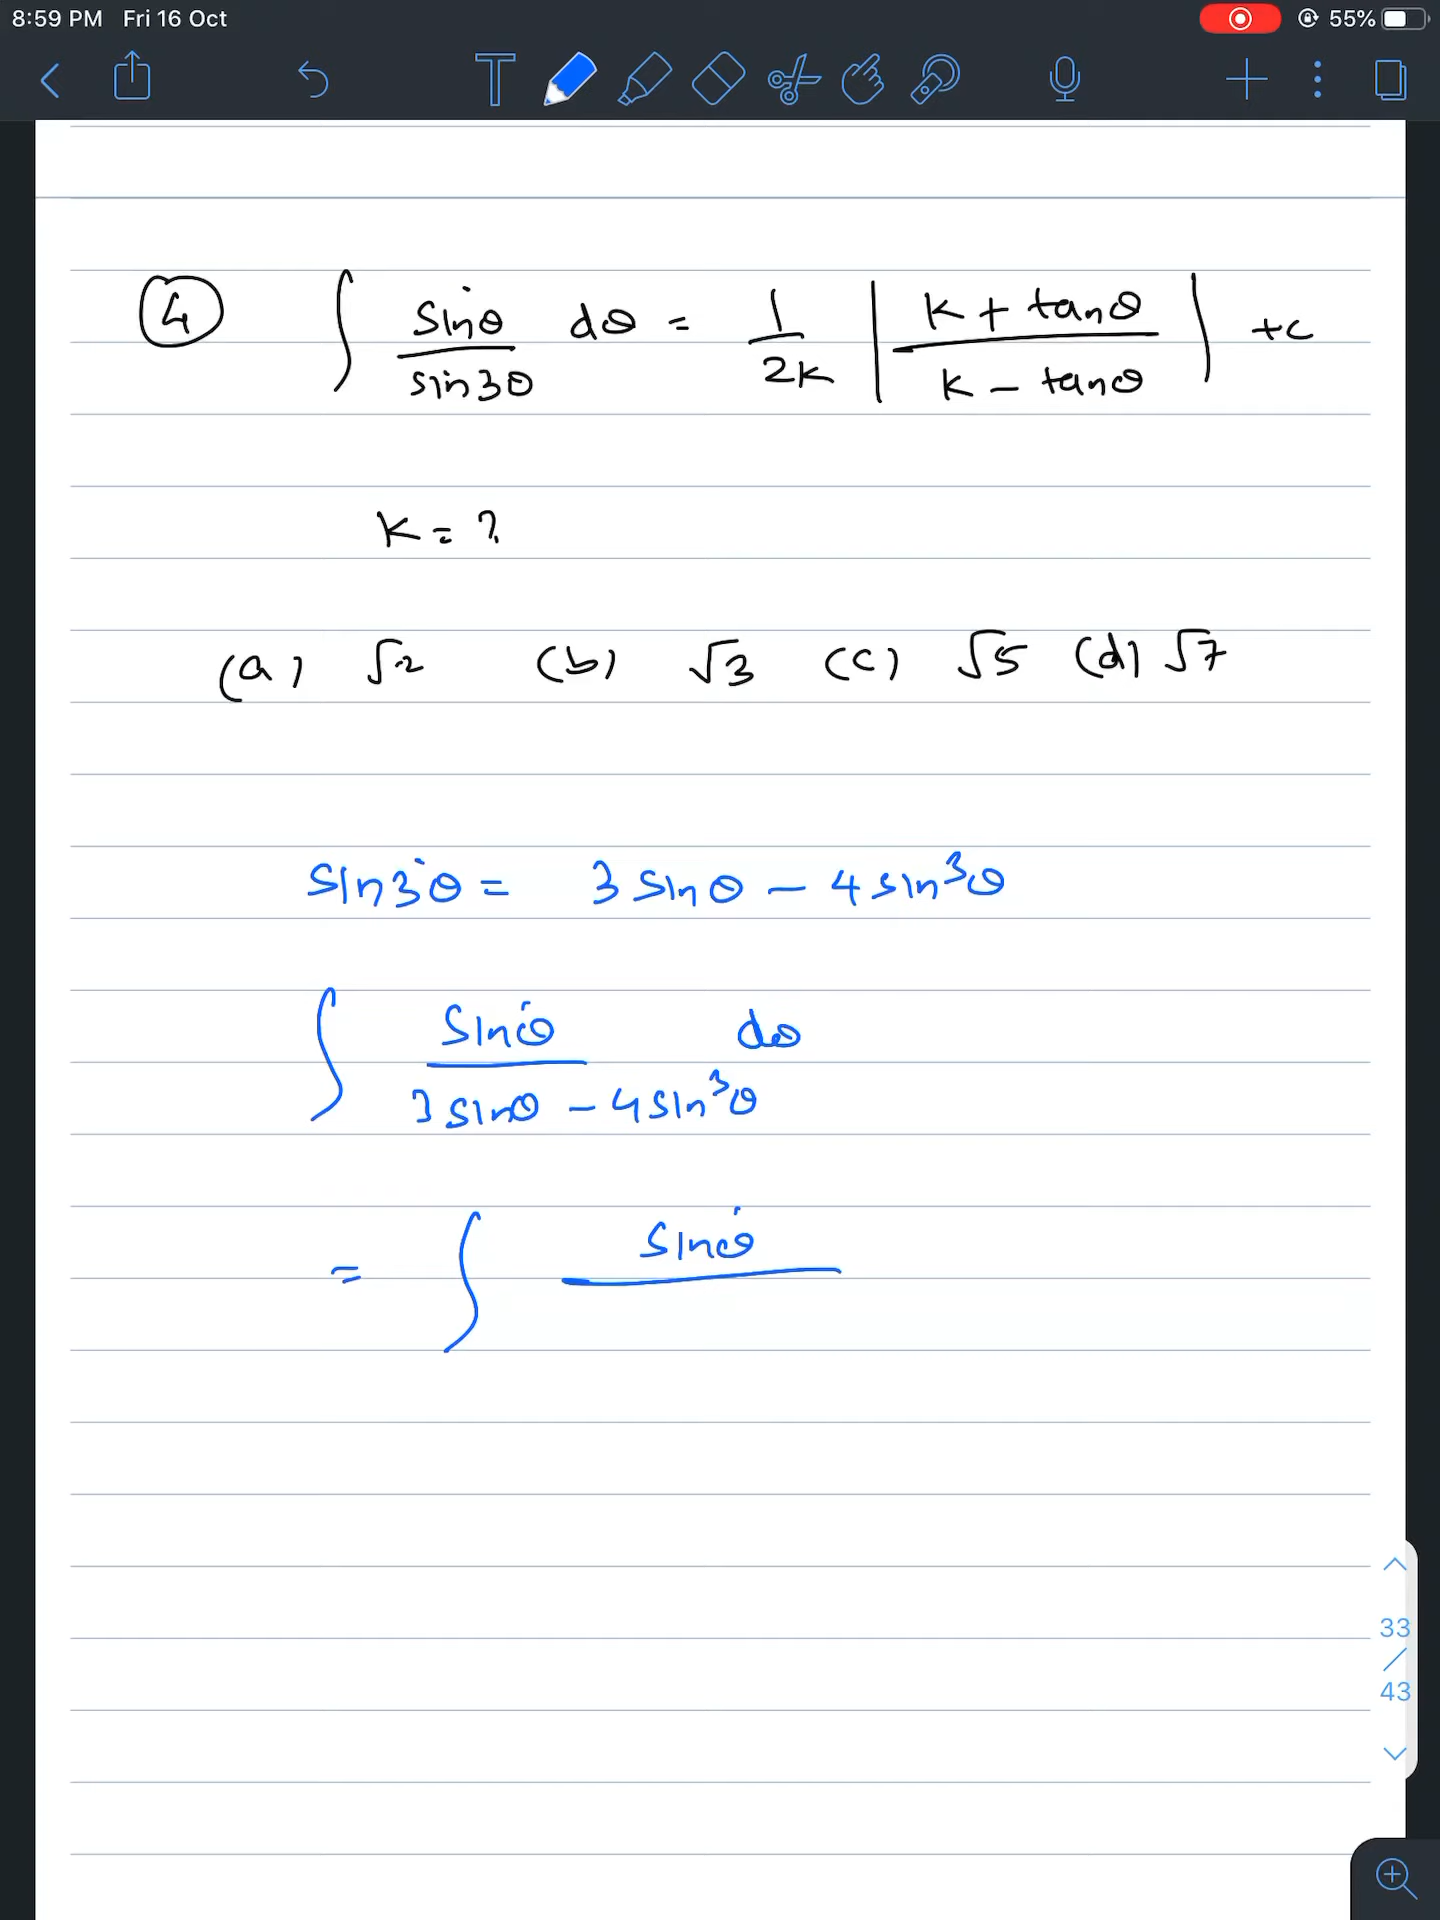 8:59 PM Fri 16 Oct 55%
T
④ ∫ sinθ/sin3θ dθ = 1/2k |k + tanθ/k - tanθ| +c
k = ?
(a) √2 (b) √3 (c) √5 (d) √7
sin3θ = 3 sinθ - 4 sin³θ
∫ sinθ/3 sinθ - 4 sin³θ dθ
= ∫ sinθ
33
/
43